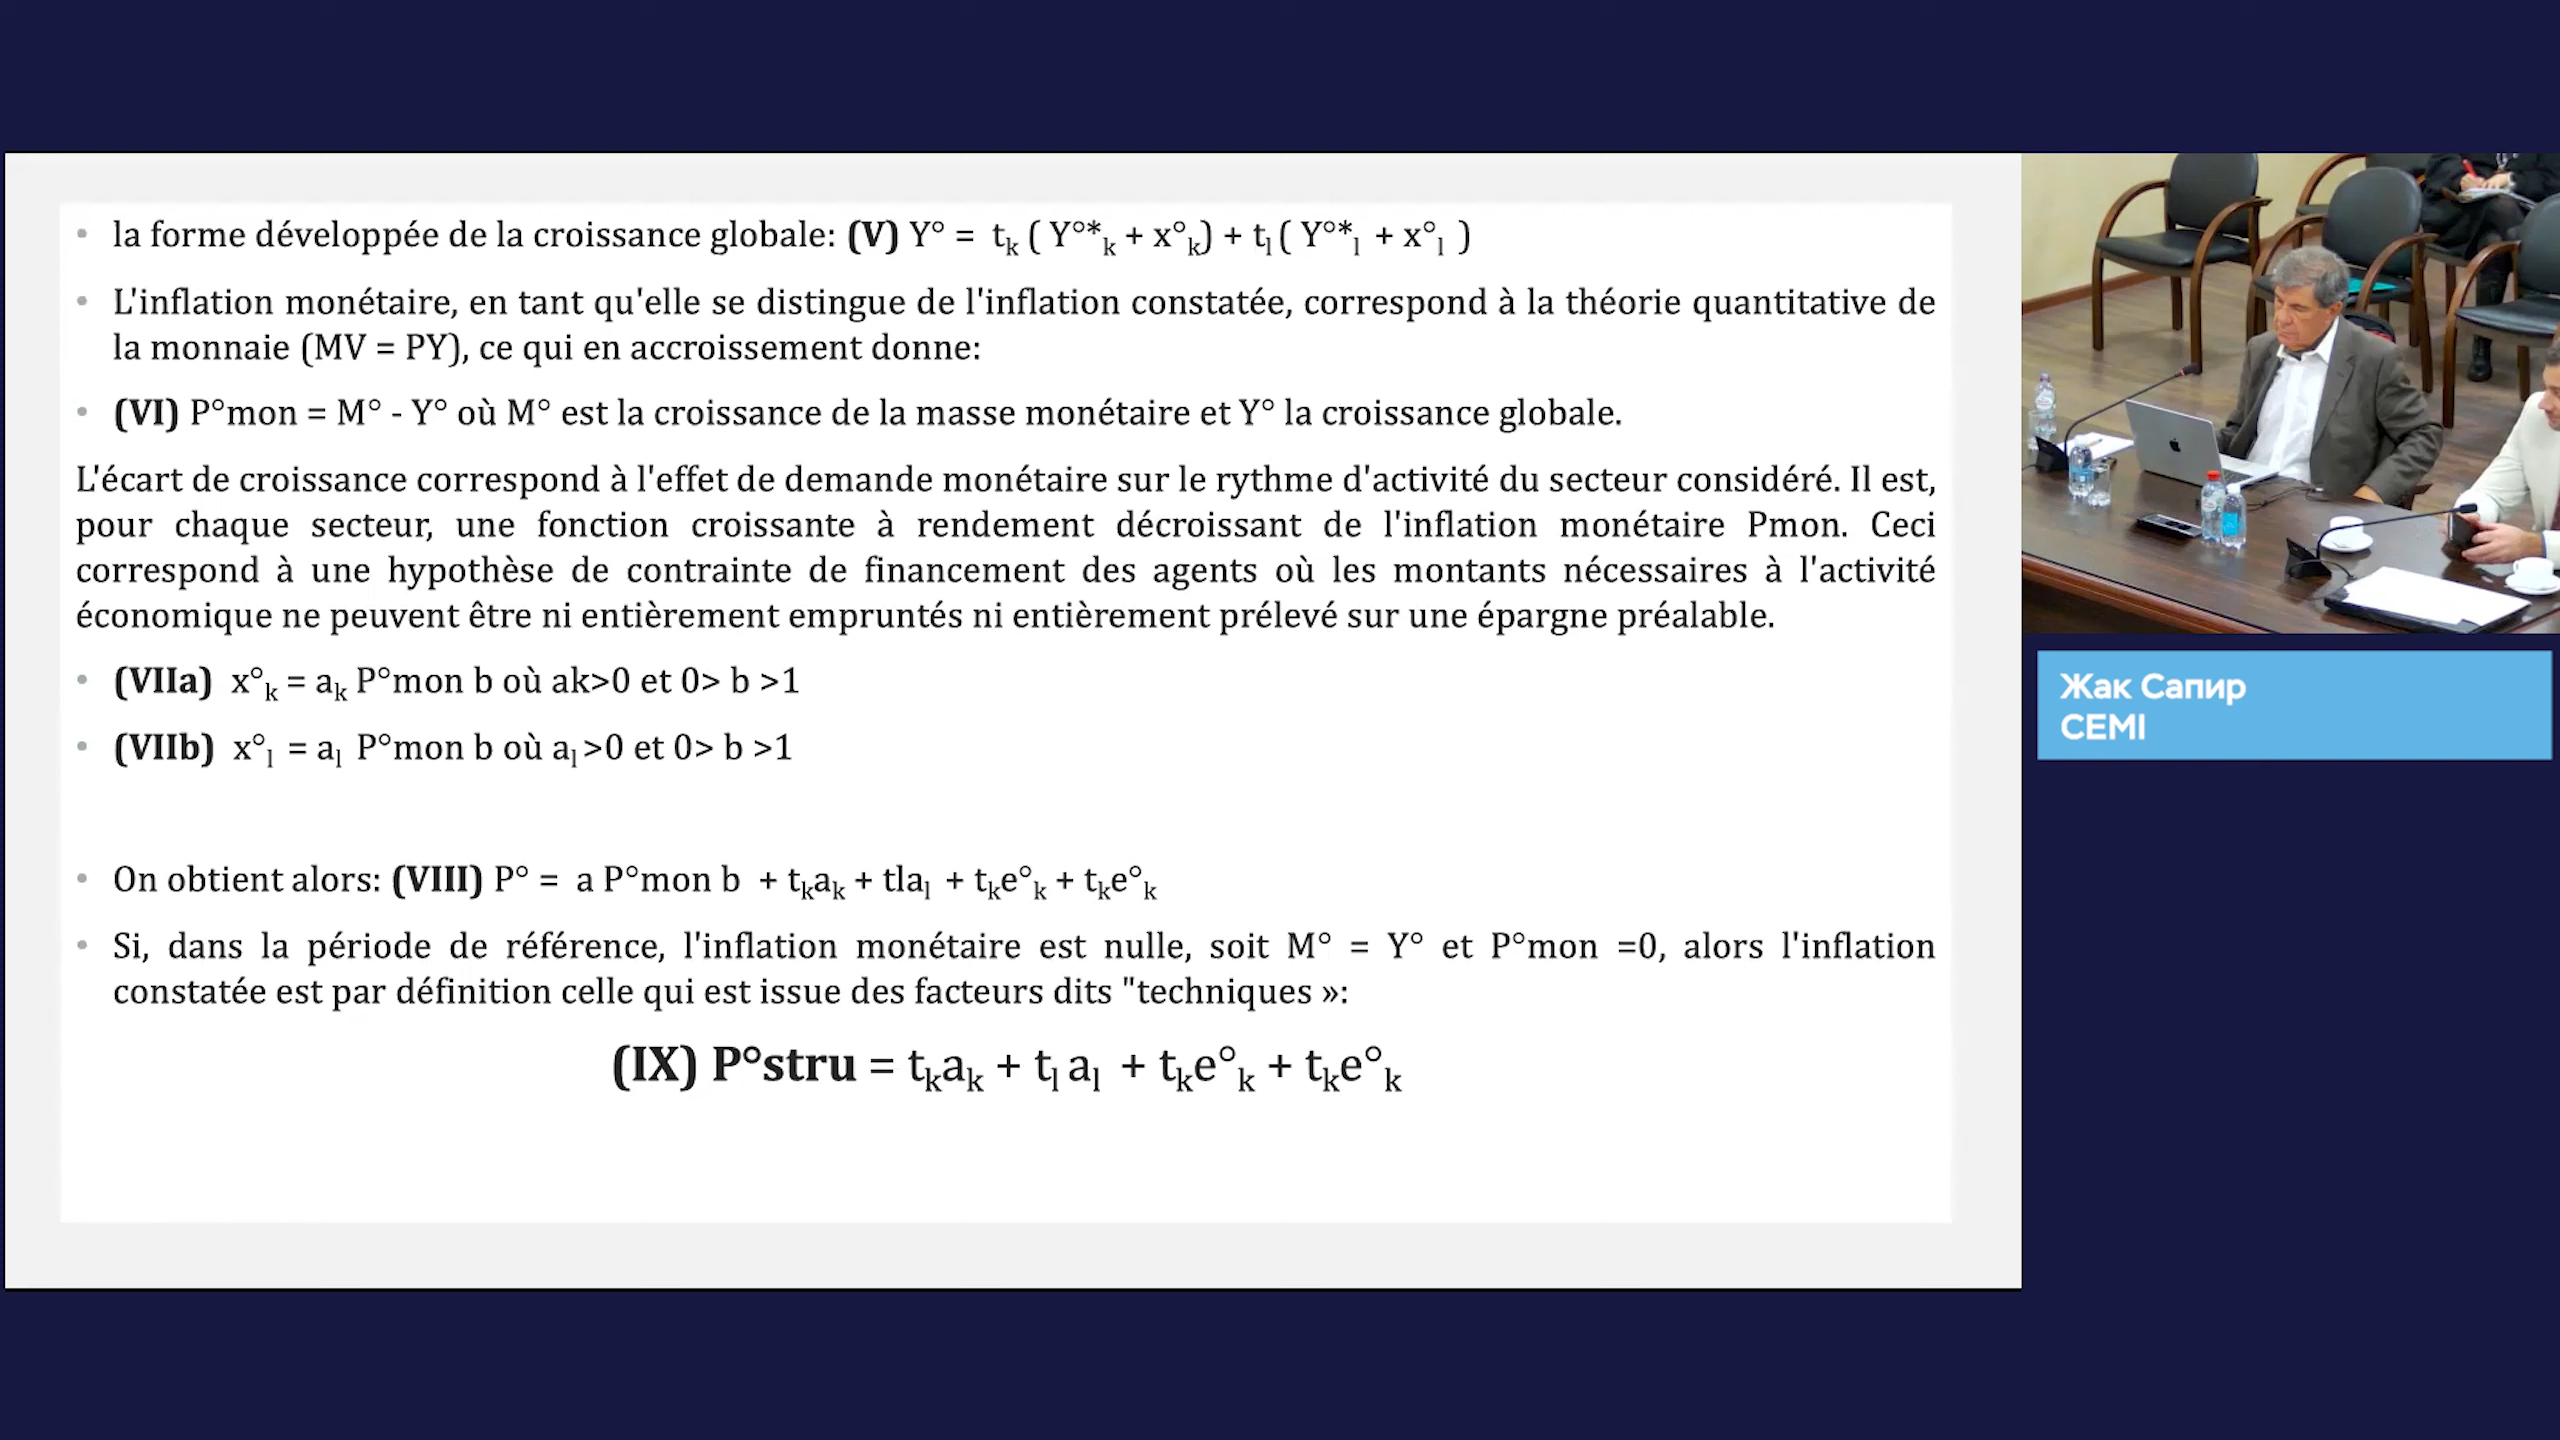 • la forme développée de la croissance globale: (V) Y° = tk ( Y°*k + x°k) + tl ( Y°*l + x°l )
• L'inflation monétaire, en tant qu'elle se distingue de l'inflation constatée, correspond à la théorie quantitative de
la monnaie (MV = PY), ce qui en accroissement donne:
• (VI) P°mon = M° - Y° où M° est la croissance de la masse monétaire et Y° la croissance globale.
L'écart de croissance correspond à l'effet de demande monétaire sur le rythme d'activité du secteur considéré. Il est,
pour chaque secteur, une fonction croissante à rendement décroissant de l'inflation monétaire Pmon. Ceci
correspond à une hypothèse de contrainte de financement des agents où les montants nécessaires à l'activité
économique ne peuvent être ni entièrement empruntés ni entièrement prélevé sur une épargne préalable.
• (VIIa) x°k = ak P°mon b où ak>0 et 0> b >1
• (VIIb) x°l = al P°mon b où al >0 et 0> b >1
• On obtient alors: (VIII) P° = a P°mon b + tkak + tlal + tke°k + tke°k
• Si, dans la période de référence, l'inflation monétaire est nulle, soit M° = Y° et P°mon =0, alors l'inflation
constatée est par définition celle qui est issue des facteurs dits "techniques »:
(IX) P°stru = tkak + tl al + tke°k + tke°k
Жак Сапир
CEMI